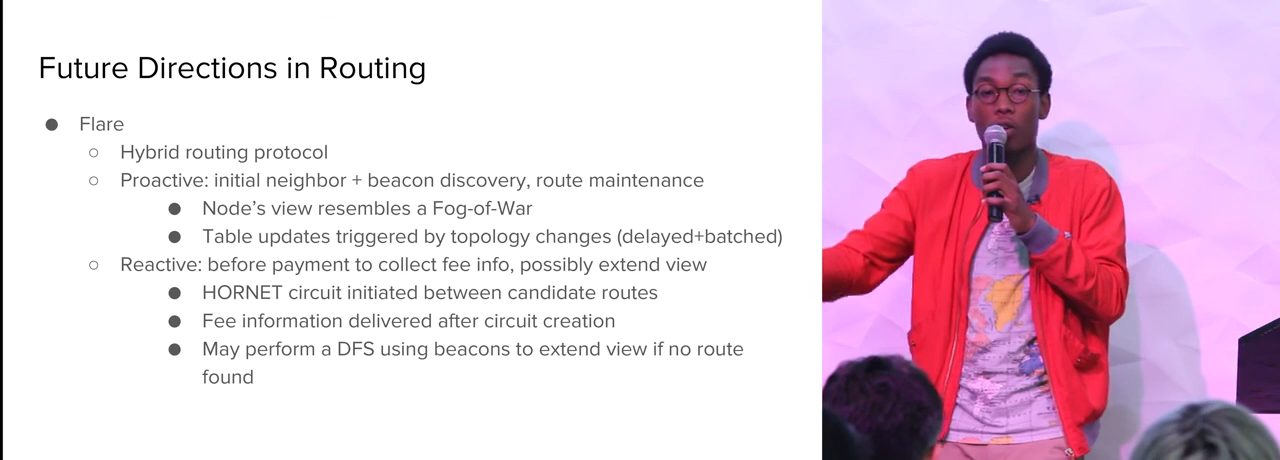 Future Directions in Routing
● Flare
○ Hybrid routing protocol
○ Proactive: initial neighbor + beacon discovery, route maintenance
● Node's view resembles a Fog-of-War
● Table updates triggered by topology changes (delayed+batched)
○ Reactive: before payment to collect fee info, possibly extend view
● HORNET circuit initiated between candidate routes
● Fee information delivered after circuit creation
● May perform a DFS using beacons to extend view if no route
found